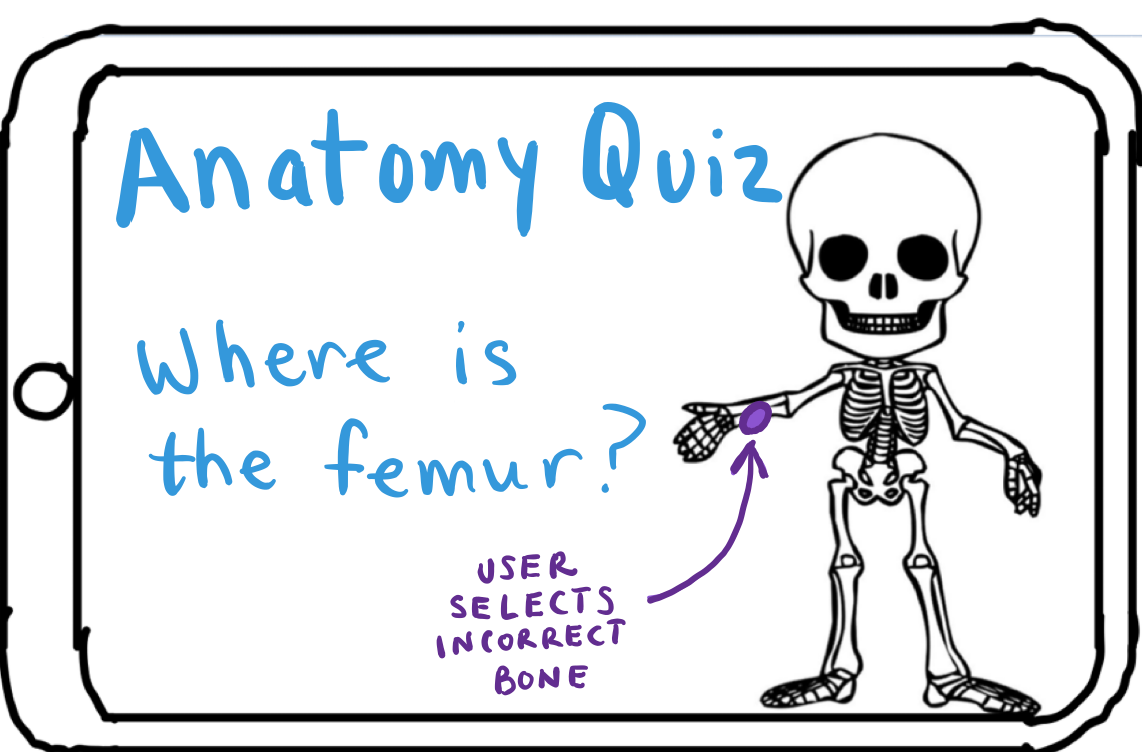 Anatomy Quiz
Where is
the femur?
USER
SELECTS
INCORRECT
BONE